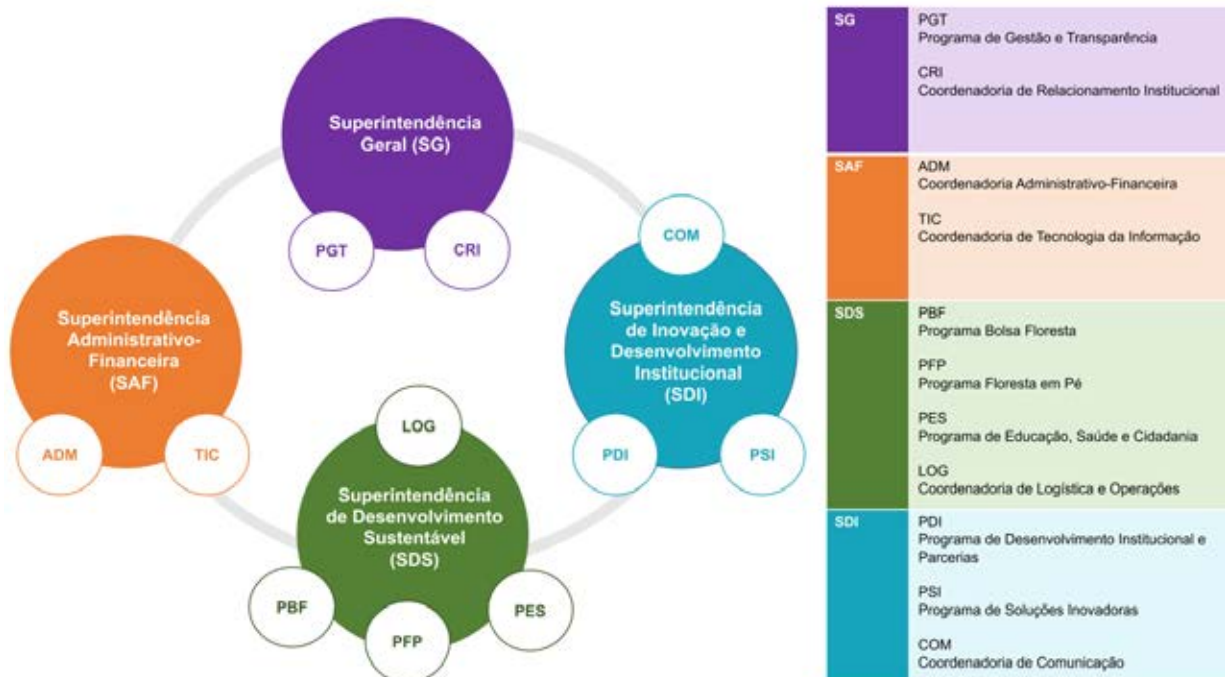 Superintendência
Geral (SG)
PGT
CRI
COM
Superintendência
de Inovação e
Desenvolvimento
Institucional
(SDI)
PDI
PSI
Superintendência
Administrativo-
Financeira
(SAF)
ADM
TIC
LOG
Superintendência
de Desenvolvimento
Sustentável
(SDS)
PBF
PFP
PES
SG
PGT
Programa de Gestão e Transparência
CRI
Coordenadoria de Relacionamento Institucional
SAF
ADM
Coordenadoria Administrativo-Financeira
TIC
Coordenadoria de Tecnologia da Informação
SDS
PBF
Programa Bolsa Floresta
PFP
Programa Floresta em Pé
PES
Programa de Educação, Saúde e Cidadania
LOG
Coordenadoria de Logística e Operações
SDI
PDI
Programa de Desenvolvimento Institucional e
Parcerias
PSI
Programa de Soluções Inovadoras
COM
Coordenadoria de Comunicação